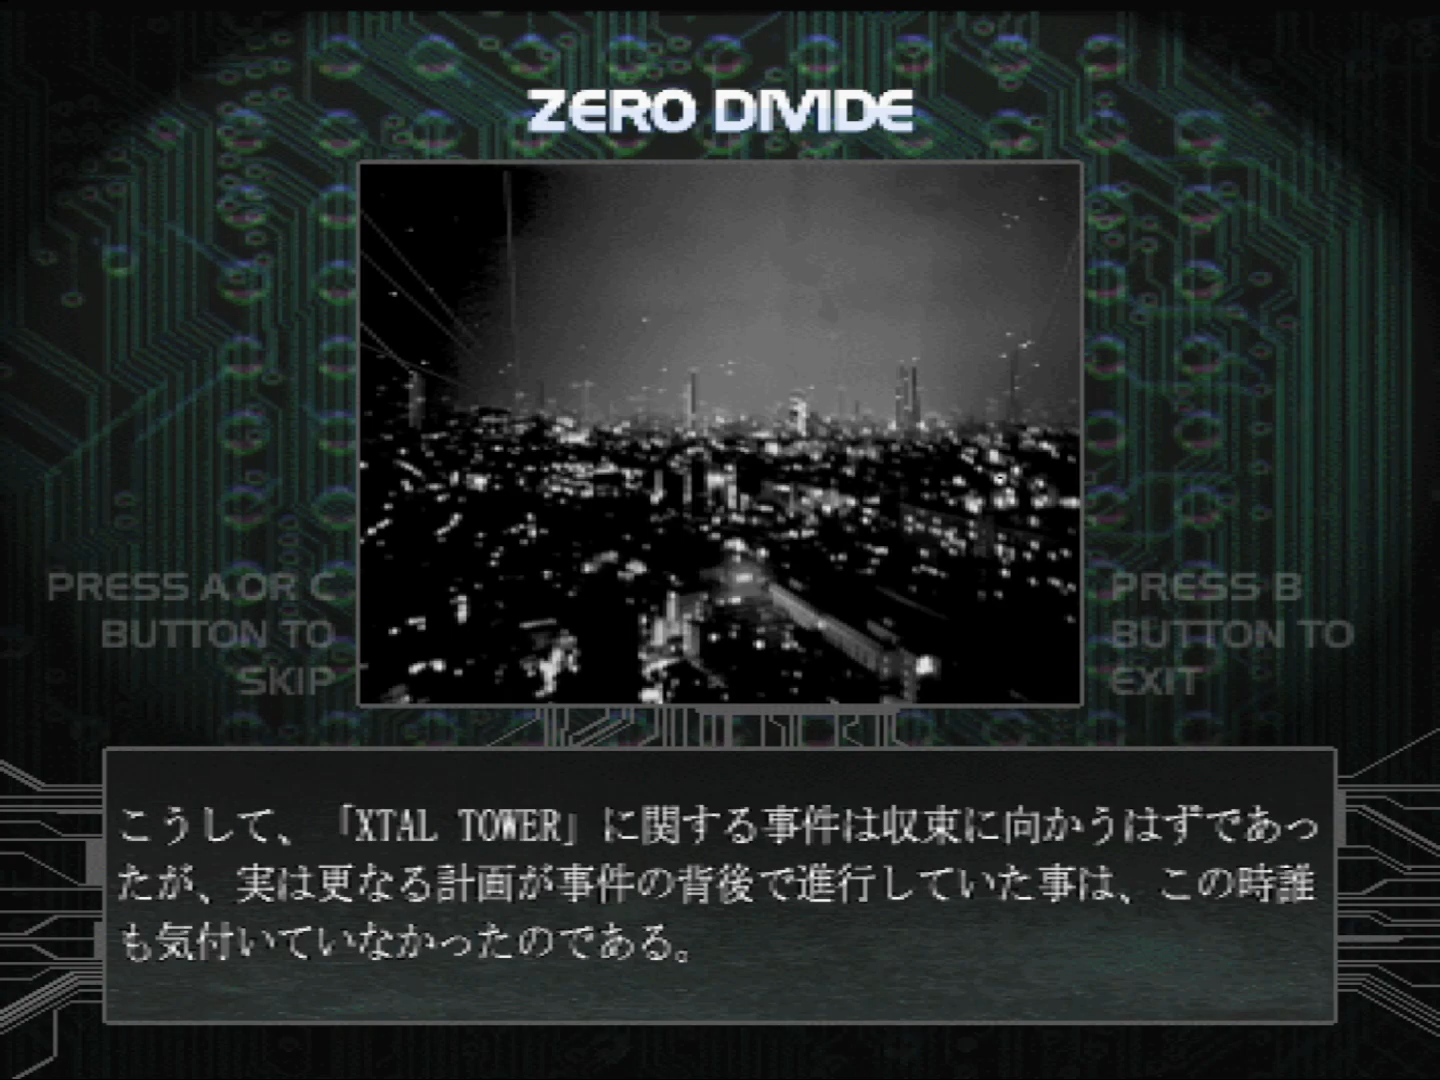 ZERO DIVIDE
PRESS A OR C
BUTTON TO
SKIP
PRESS B
BUTTON TO
EXIT
こうして、「XTAL TOWER」に関する事件は収束に向かうはずであっ
たが、実は更なる計画が事件の背後で進行していた事は、この時誰
も気付いていなかったのである。